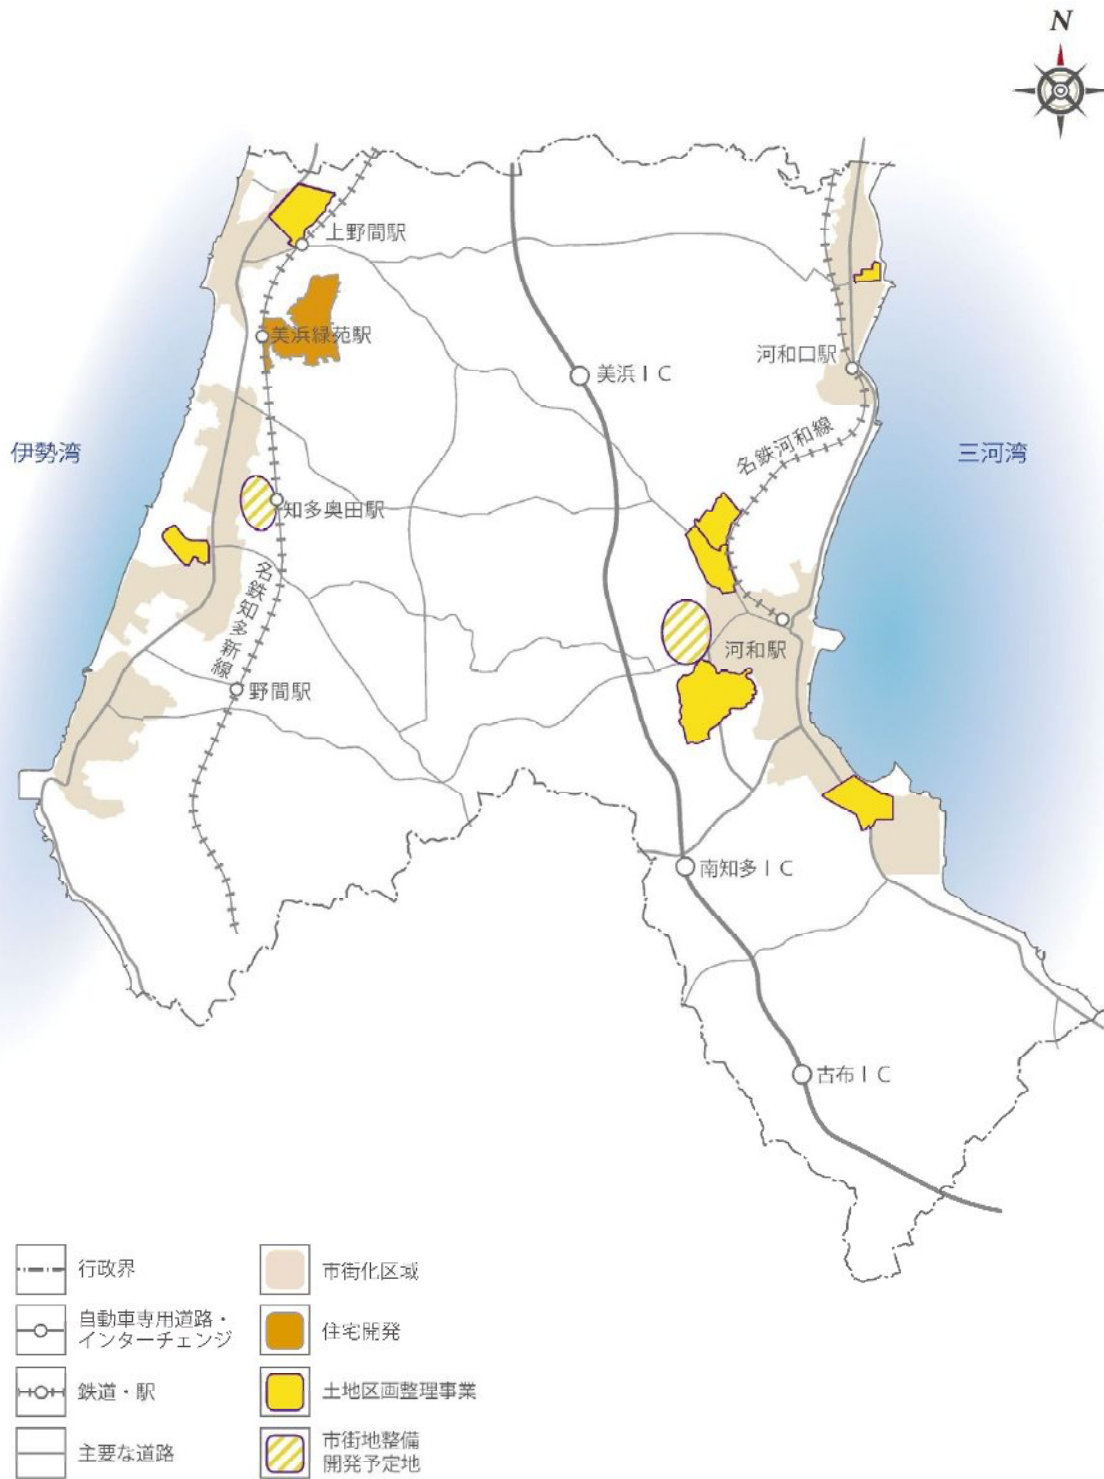 N
上野間駅
美浜緑苑駅
河和口駅
美浜IC
伊勢湾
三河湾
名鉄河和線
知多奥田駅
名鉄知多新線
河和駅
野間駅
南知多IC
古布IC
行政界
市街化区域
自動車専用道路・
インターチェンジ
住宅開発
鉄道・駅
土地区画整理事業
主要な道路
市街地整備
開発予定地